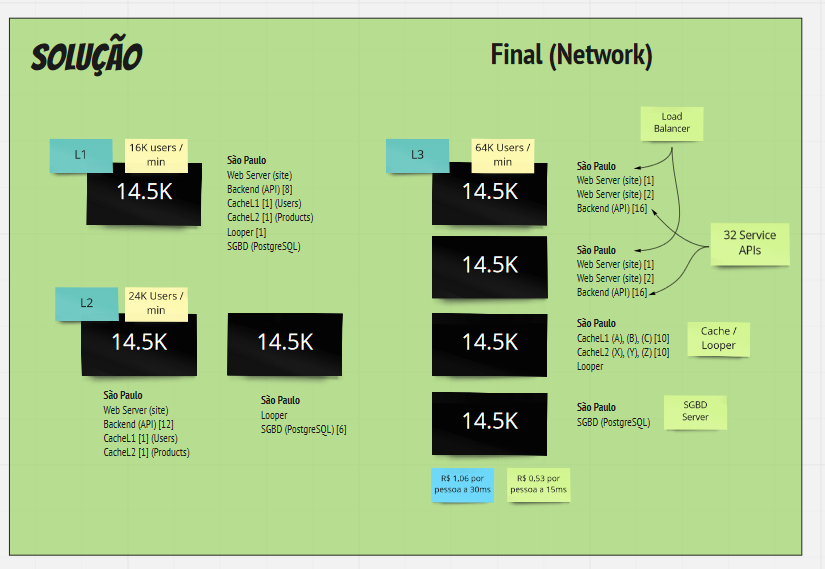 SOLUÇÃO
Final (Network)
L1
16K users /
min
14.5K
São Paulo
Web Server (site)
Backend (API) [8]
CacheL1 [1] (Users)
CacheL2 [1] (Products)
Looper [1]
SGBD (PostgreSQL)
L2
24K Users /
min
14.5K
São Paulo
Web Server (site)
Backend (API) [12]
CacheL1 [1] (Users)
CacheL2 [1] (Products)
14.5K
São Paulo
Looper
SGBD (PostgreSQL) [6]
L3
64K Users /
min
Load
Balancer
14.5K
São Paulo
Web Server (site) [1]
Web Server (site) [2]
Backend (API) [16]
32 Service
APIs
14.5K
São Paulo
Web Server (site) [1]
Web Server (site) [2]
Backend (API) [16]
14.5K
São Paulo
CacheL1 (A), (B), (C) [10]
CacheL2 (X), (Y), (Z) [10]
Looper
Cache /
Looper
14.5K
São Paulo
SGBD (PostgreSQL)
SGBD
Server
R$ 1,06 por
pessoa a 30ms
R$ 0,53 por
pessoa a 15ms